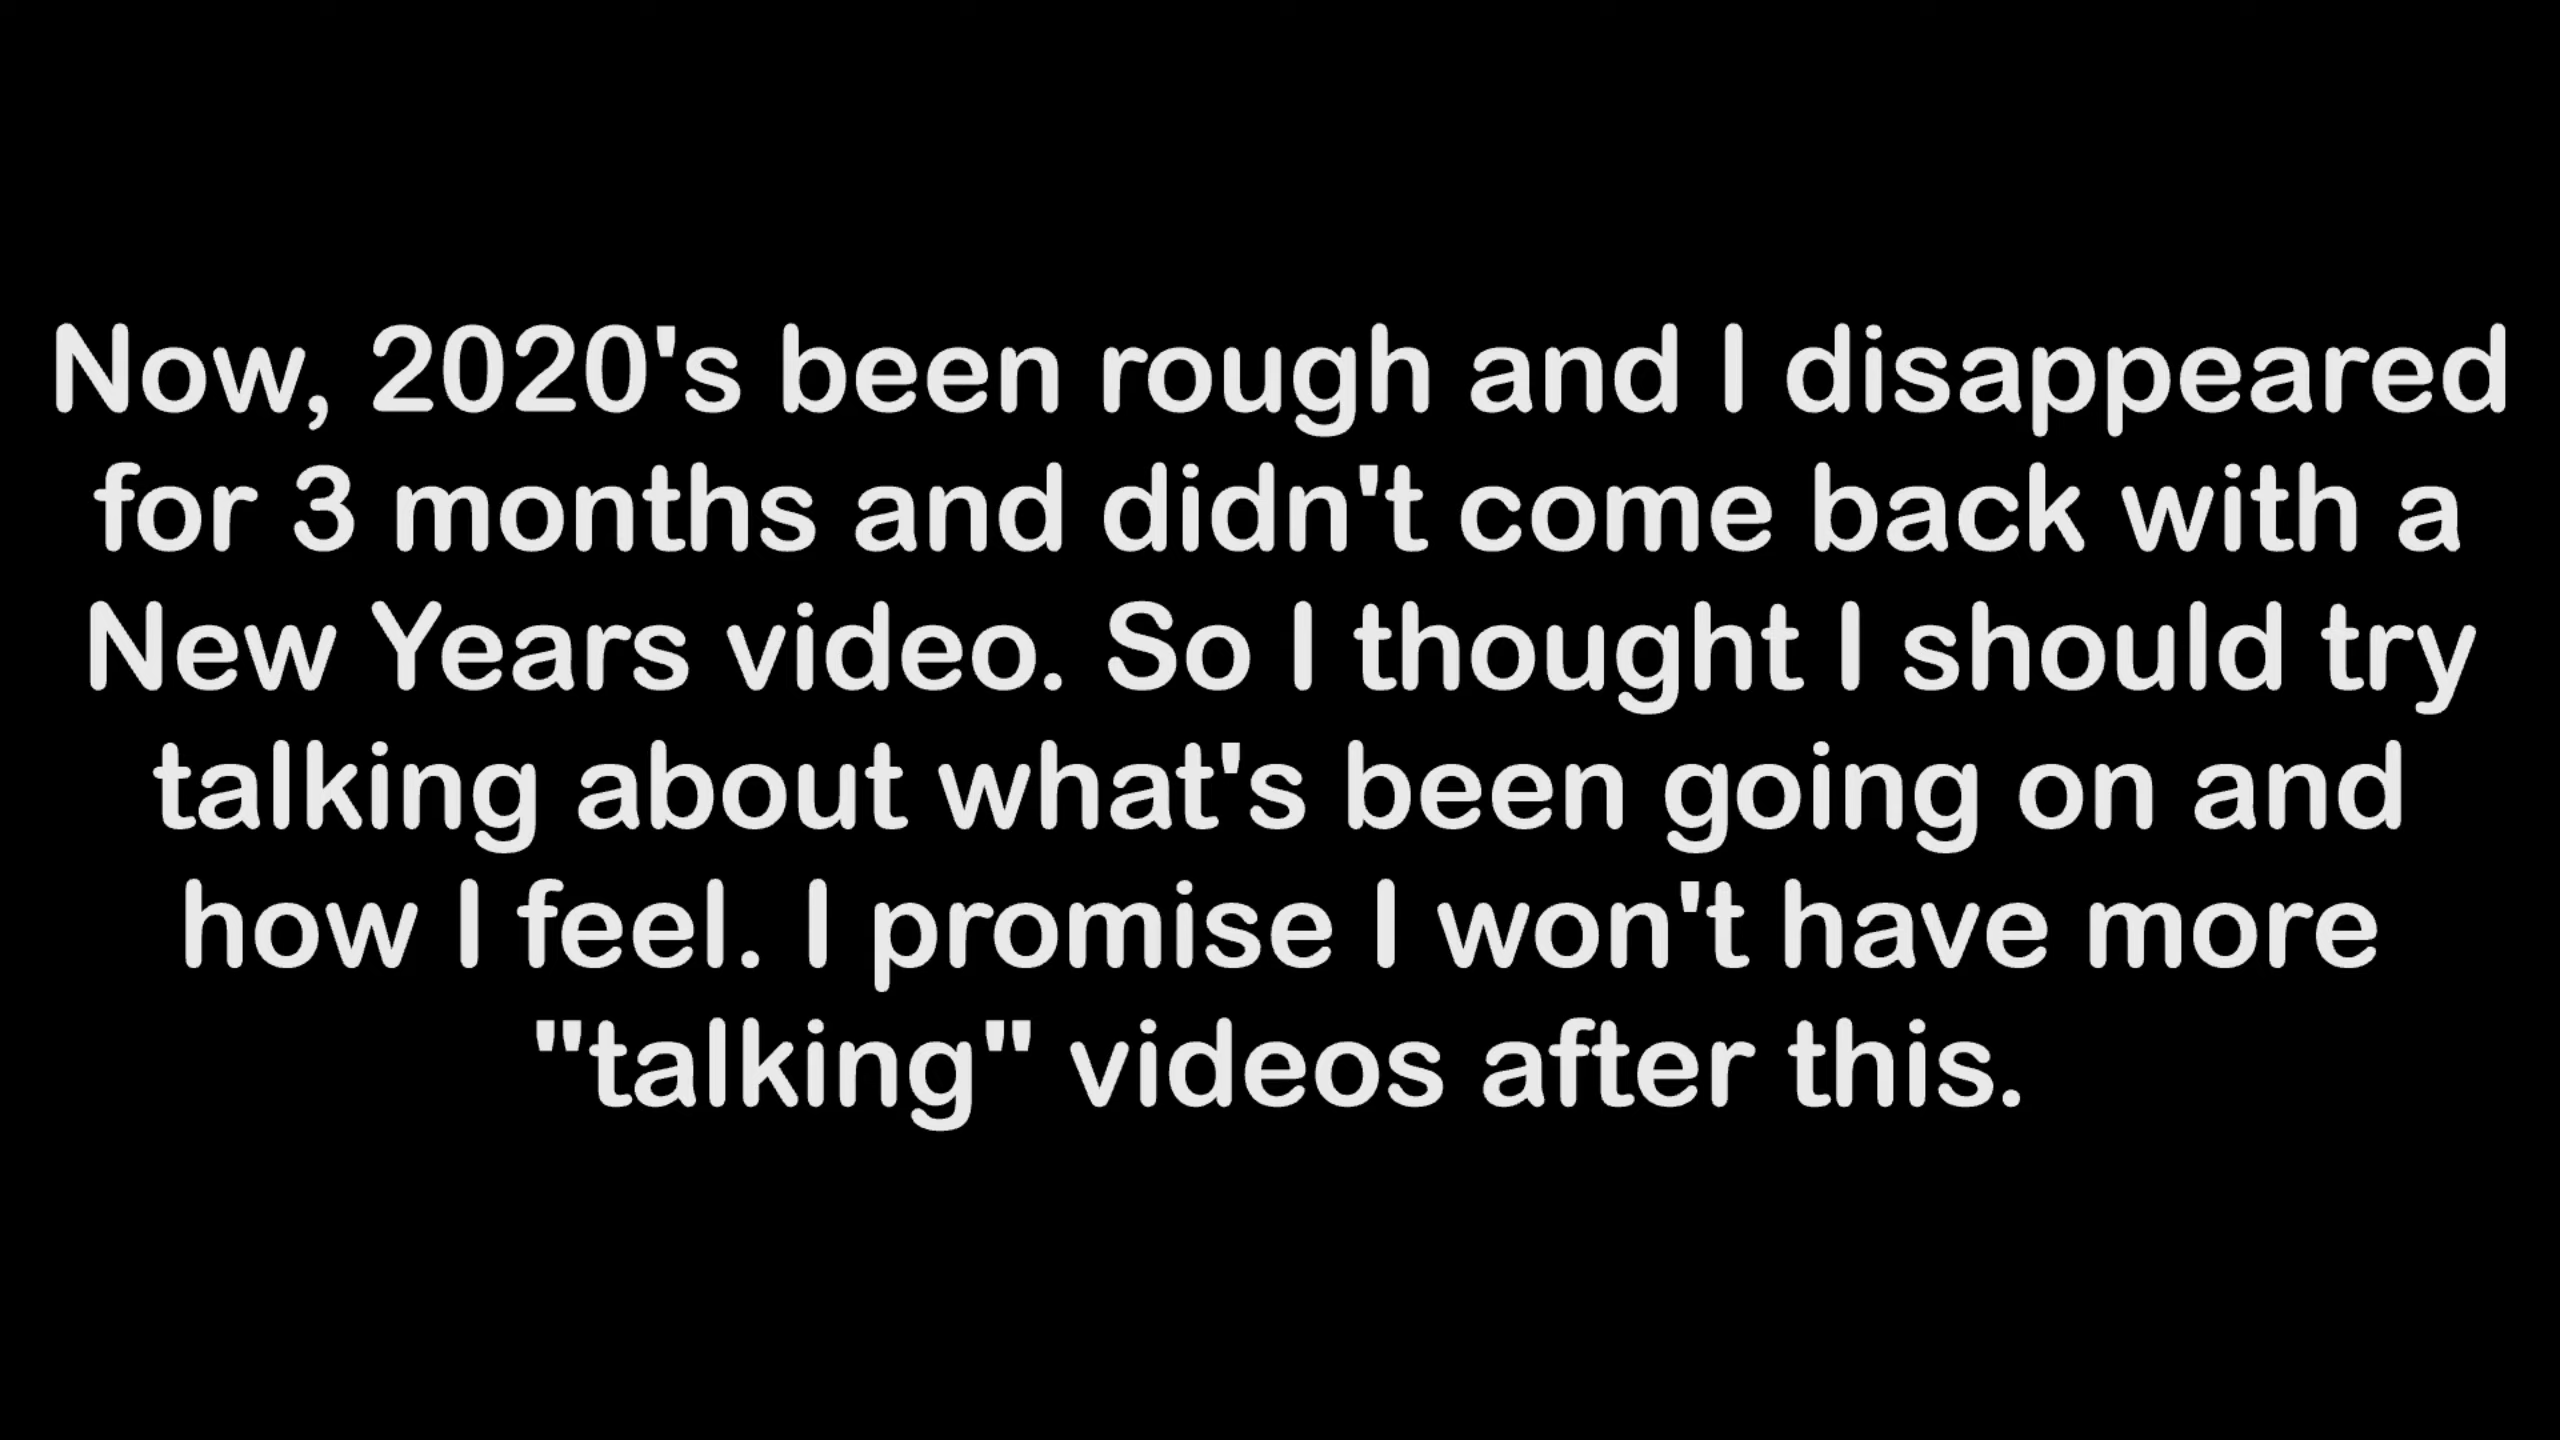 Now, 2020's been rough and I disappeared
for 3 months and didn't come back with a
New Years video. So I thought I should try
talking about what's been going on and
how I feel. I promise I won't have more
"talking" videos after this.